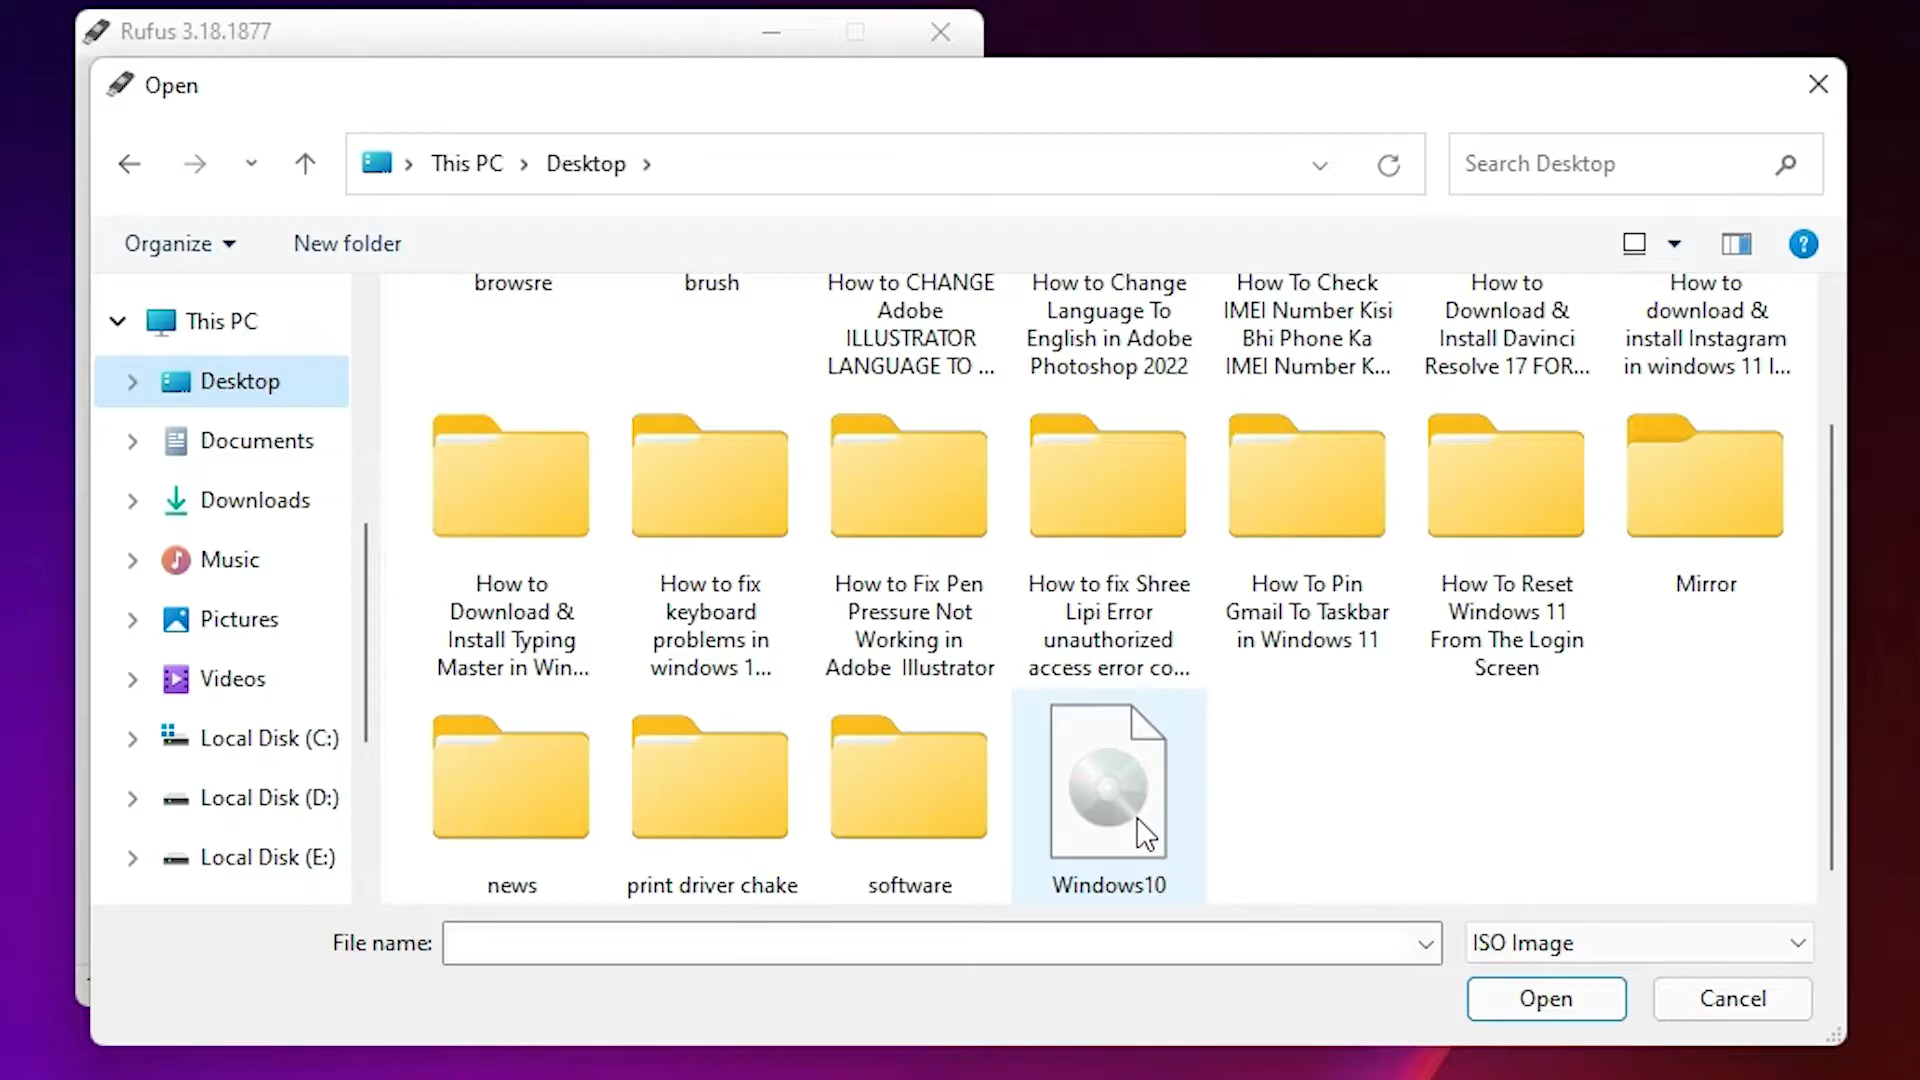 Rufus 3.18.1877
Open
This PC
Desktop
Search Desktop
Organize
New folder
?
This PC
Desktop
Documents
Downloads
Music
Pictures
Videos
Local Disk (C:)
Local Disk (D:)
Local Disk (E:)
browsre
brush
How to CHANGE
Adobe
ILLUSTRATOR
LANGUAGE TO ...
How to Change
Language To
English in Adobe
Photoshop 2022
How To Check
IMEI Number Kisi
Bhi Phone Ka
IMEI Number K...
How to
Download &
Install Davinci
Resolve 17 FOR...
How to
download &
install Instagram
in windows 11 l...
How to
Download &
Install Typing
Master in Win...
How to fix
keyboard
problems in
windows 1...
How to Fix Pen
Pressure Not
Working in
Adobe Illustrator
How to fix Shree
Lipi Error
unauthorized
access error co...
How To Pin
Gmail To Taskbar
in Windows 11
How To Reset
Windows 11
From The Login
Screen
Mirror
news
print driver chake
software
Windows10
File name:
ISO Image
Open
Cancel